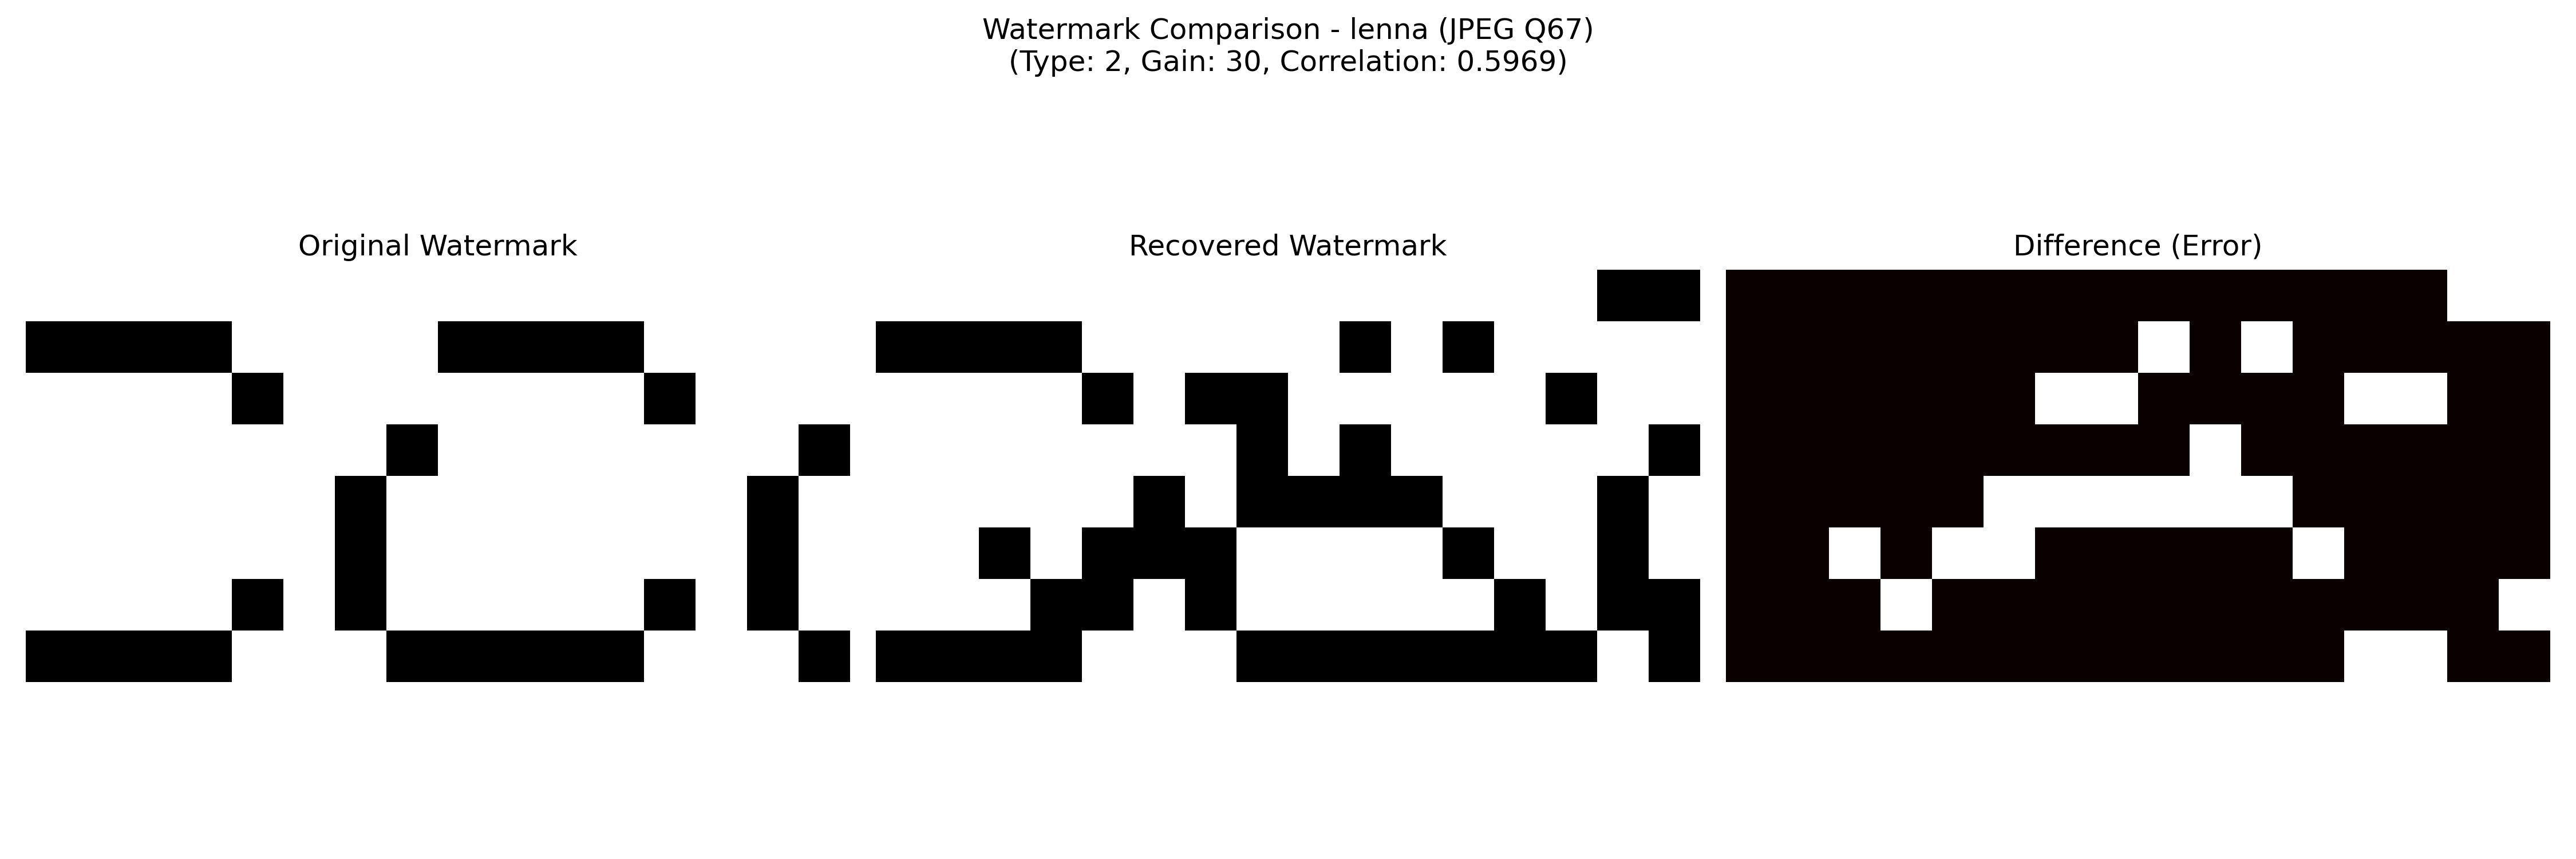 Watermark Comparison - lenna (JPEG Q67)
(Type: 2, Gain: 30, Correlation: 0.5969)
Original Watermark
Recovered Watermark
Difference (Error)